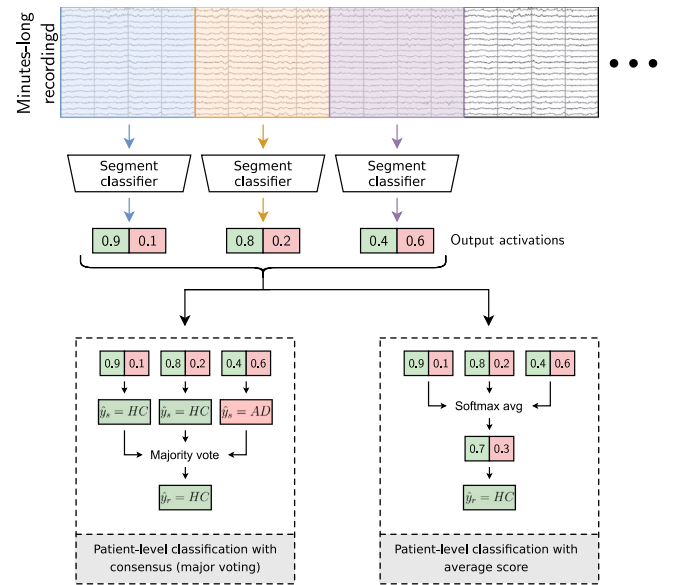 Minutes-long
recordingd
Segment
classifier
Segment
classifier
Segment
classifier
0.9 0.1
0.8 0.2
0.4 0.6
Output activations
0.9 0.1
0.8 0.2
0.4 0.6
ŷₛ = HC
ŷₛ = HC
ŷₛ = AD
Majority vote
ŷᵣ = HC
Patient-level classification with
consensus (major voting)
0.9 0.1
0.8 0.2
0.4 0.6
Softmax avg
0.7 0.3
ŷᵣ = HC
Patient-level classification with
average score